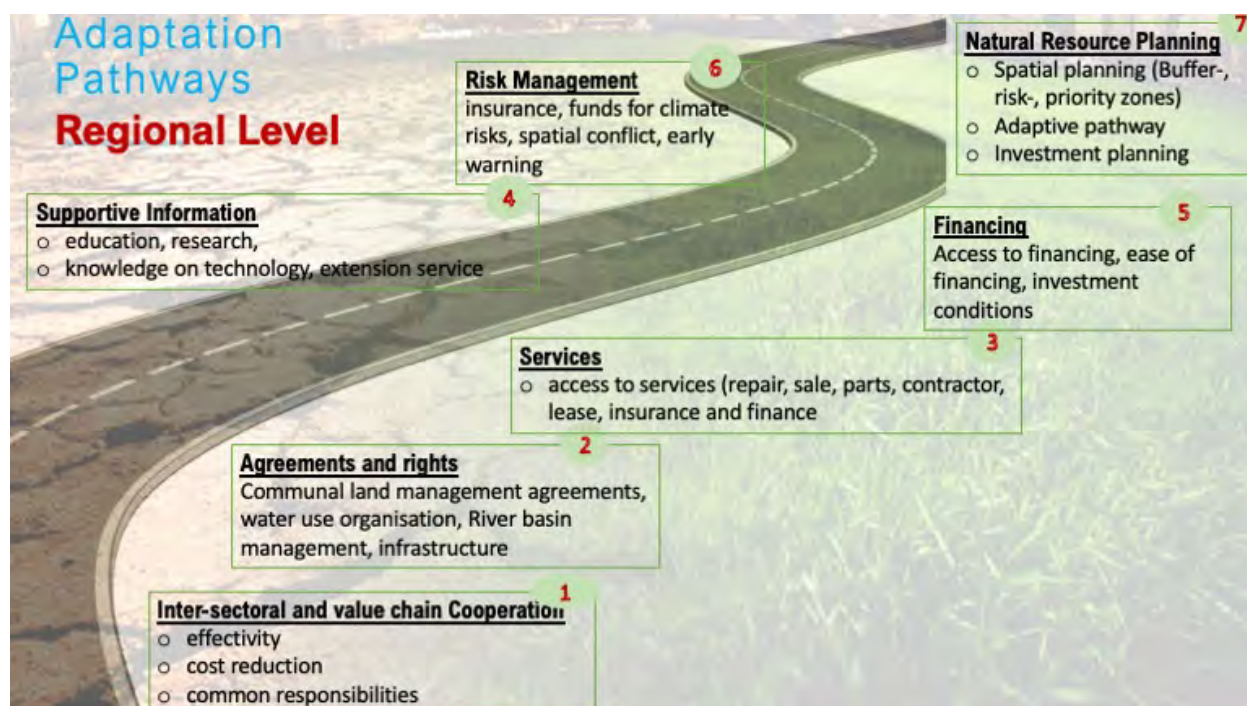 Adaptation
Pathways
Regional Level
7
Natural Resource Planning
o Spatial planning (Buffer-,
risk-, priority zones)
o Adaptive pathway
o Investment planning
6
Risk Management
insurance, funds for climate
risks, spatial conflict, early
warning
4
Supportive Information
o education, research,
o knowledge on technology, extension service
5
Financing
Access to financing, ease of
financing, investment
conditions
3
Services
o access to services (repair, sale, parts, contractor,
lease, insurance and finance
2
Agreements and rights
Communal land management agreements,
water use organisation, River basin
management, infrastructure
1
Inter-sectoral and value chain Cooperation
o effectivity
o cost reduction
o common responsibilities